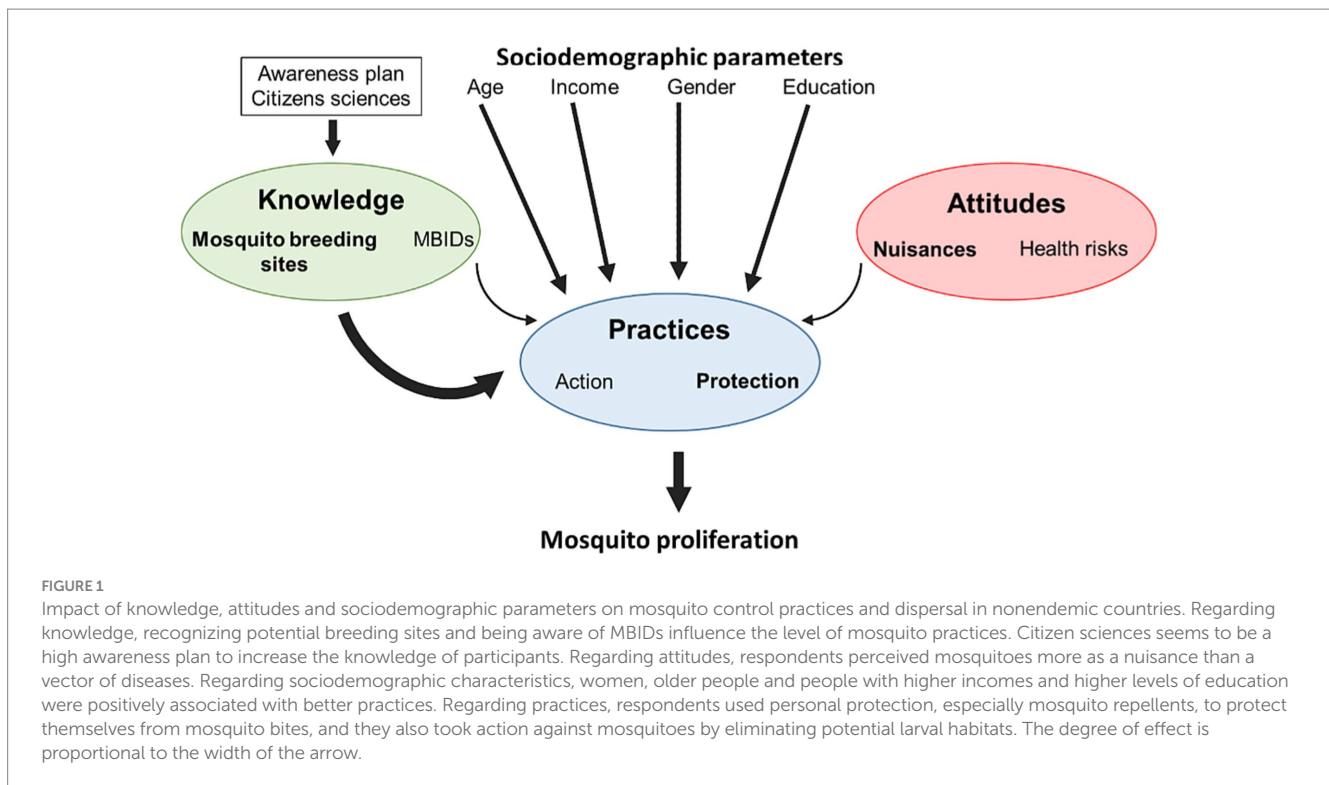 Awareness plan
Citizens sciences
Sociodemographic parameters
Age Income Gender Education
Knowledge
Mosquito breeding
sites
MBIDs
Attitudes
Nuisances Health risks
Practices
Action Protection
Mosquito proliferation
FIGURE 1
Impact of knowledge, attitudes and sociodemographic parameters on mosquito control practices and dispersal in nonendemic countries. Regarding
knowledge, recognizing potential breeding sites and being aware of MBIDs influence the level of mosquito practices. Citizen sciences seems to be a
high awareness plan to increase the knowledge of participants. Regarding attitudes, respondents perceived mosquitoes more as a nuisance than a
vector of diseases. Regarding sociodemographic characteristics, women, older people and people with higher incomes and higher levels of education
were positively associated with better practices. Regarding practices, respondents used personal protection, especially mosquito repellents, to protect
themselves from mosquito bites, and they also took action against mosquitoes by eliminating potential larval habitats. The degree of effect is
proportional to the width of the arrow.